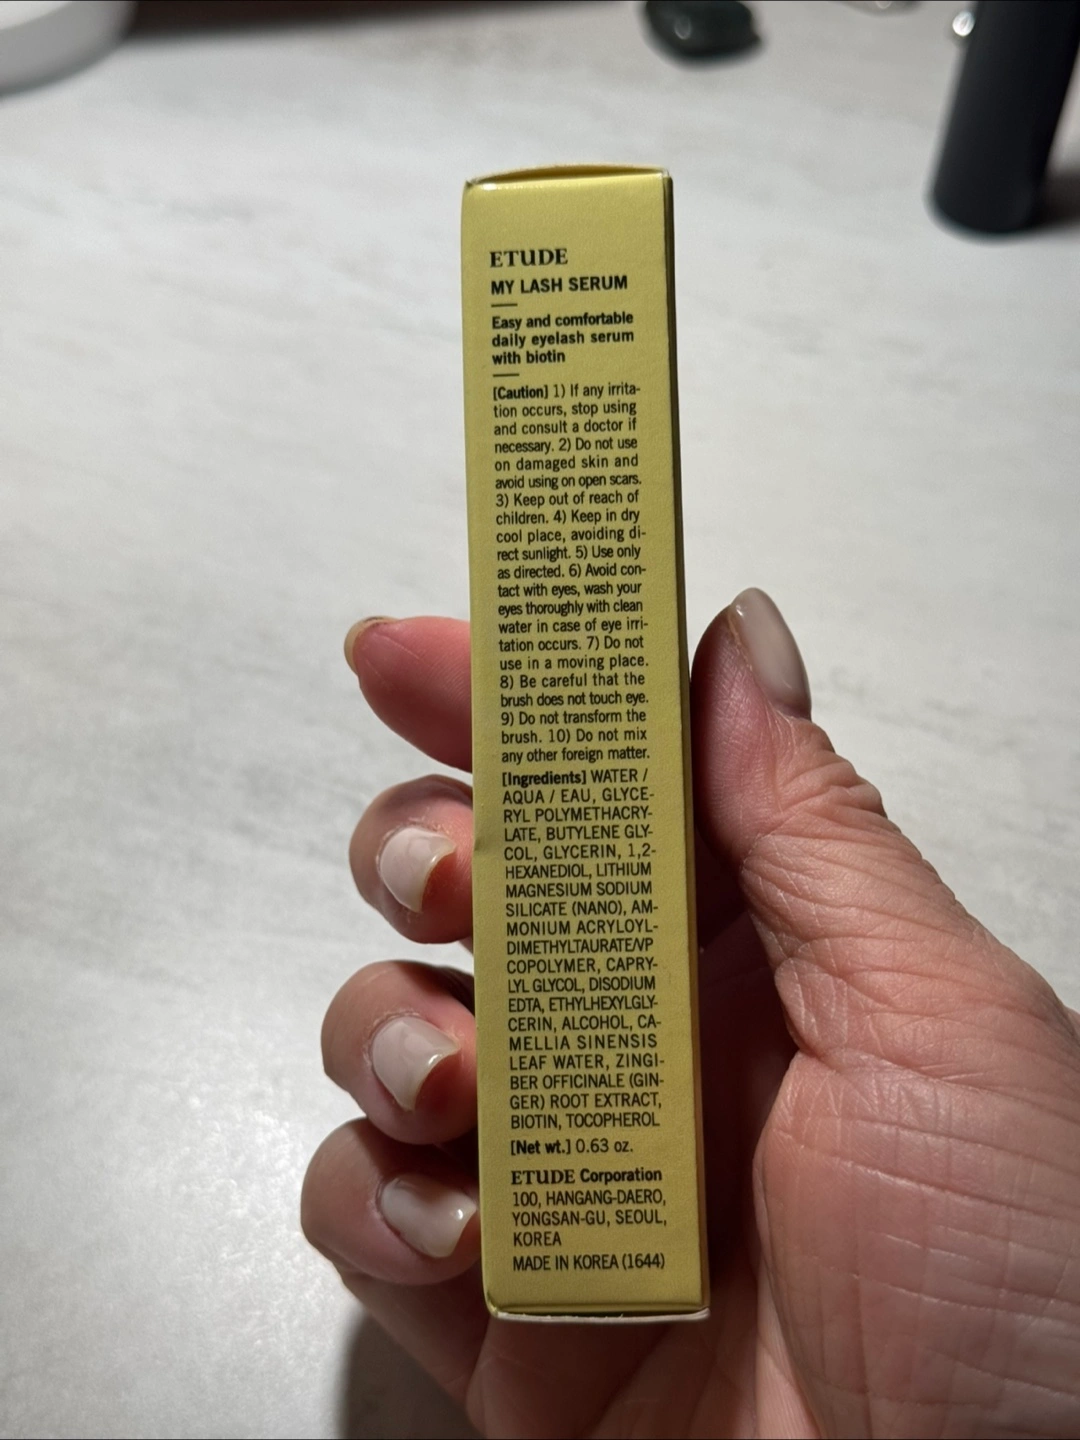 ETUDE
MY LASH SERUM
Easy and comfortable
daily eyelash serum
with biotin
[Caution] 1) If any irrita-
tion occurs, stop using
and consult a doctor if
necessary. 2) Do not use
on damaged skin and
avoid using on open scars.
3) Keep out of reach of
children. 4) Keep in dry
cool place, avoiding di-
rect sunlight. 5) Use only
as directed. 6) Avoid con-
tact with eyes, wash your
eyes thoroughly with clean
water in case of eye irri-
tation occurs. 7) Do not
use in a moving place.
8) Be careful that the
brush does not touch eye.
9) Do not transform the
brush. 10) Do not mix
any other foreign matter.
[Ingredients] WATER /
AQUA / EAU, GLYCE-
RYL POLYMETHACRY-
LATE, BUTYLENE GLY-
COL, GLYCERIN, 1,2-
HEXANEDIOL, LITHIUM
MAGNESIUM SODIUM
SILICATE (NANO), AM-
MONIUM ACRYLOYL-
DIMETHYLTAURATE/VP
COPOLYMER, CAPRY-
LYL GLYCOL, DISODIUM
EDTA, ETHYLHEXYLGLY-
CERIN, ALCOHOL, CA-
MELLIA SINENSIS
LEAF WATER, ZINGI-
BER OFFICINALE (GIN-
GER) ROOT EXTRACT,
BIOTIN, TOCOPHEROL
[Net wt.] 0.63 oz.
ETUDE Corporation
100, HANGANG-DAERO,
YONGSAN-GU, SEOUL,
KOREA
MADE IN KOREA (1644)